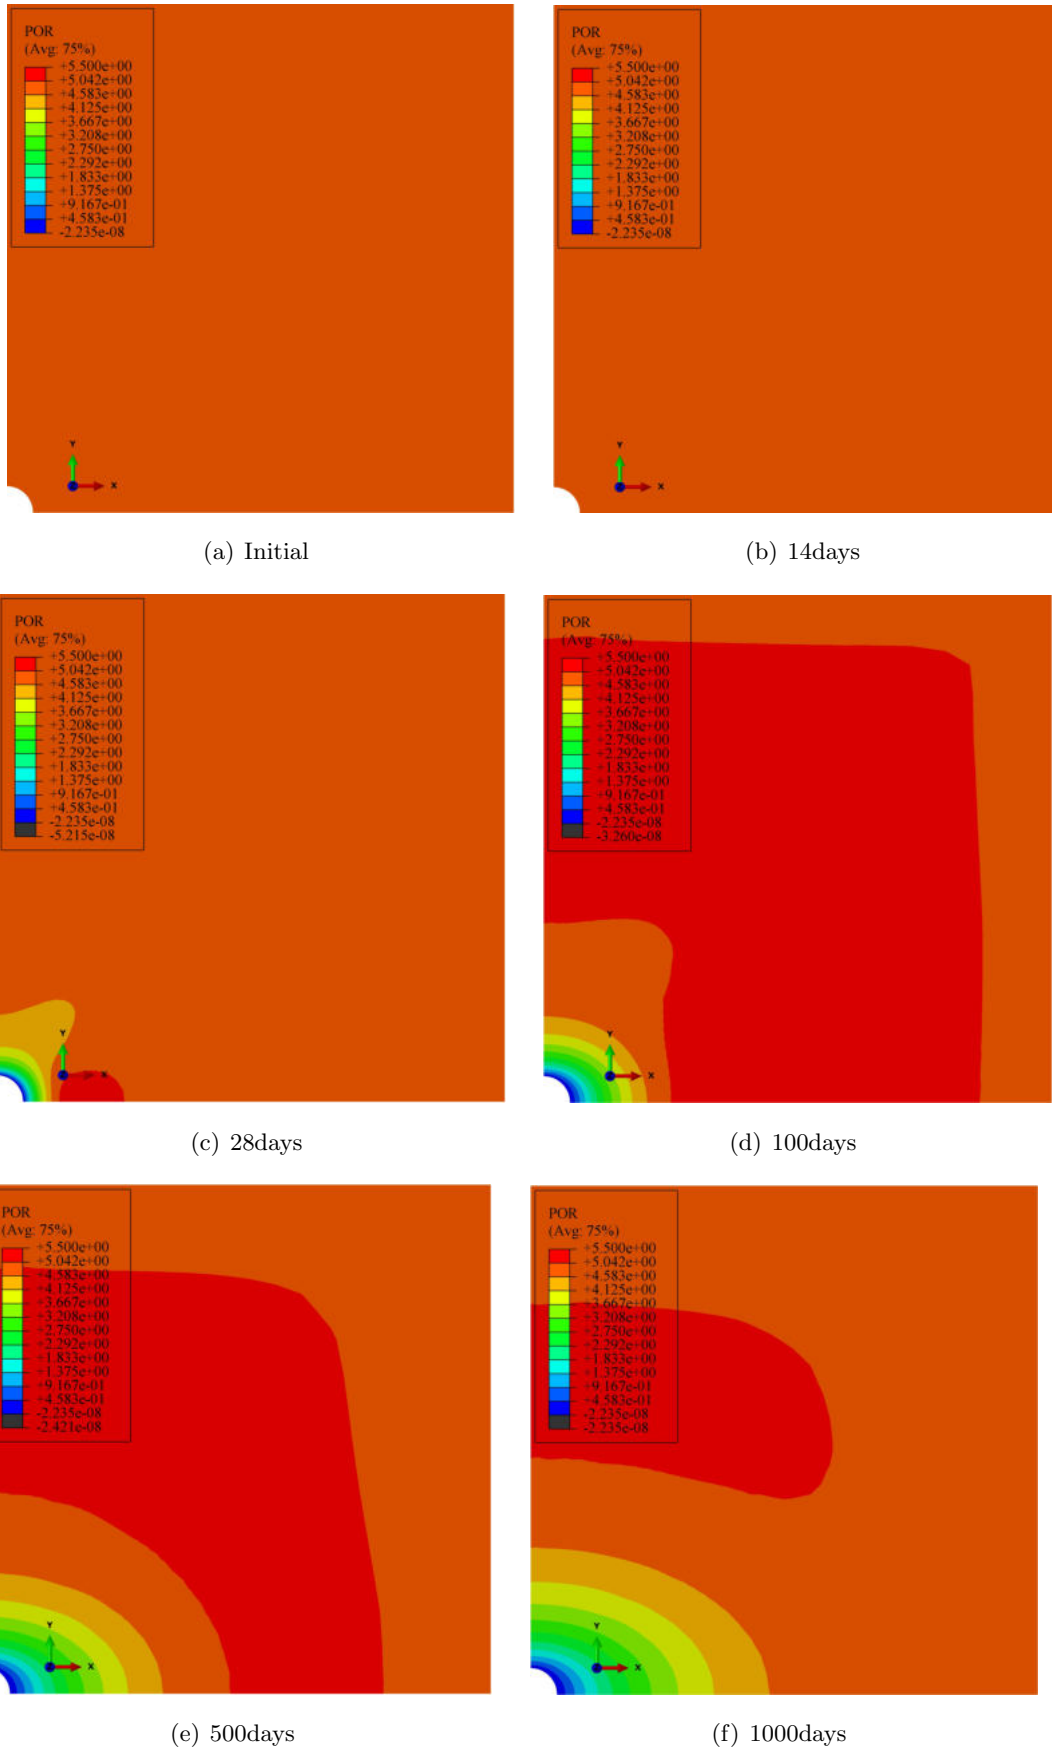 POR
(Avg: 75%)
+5.500e+00
+5.042e+00
+4.583e+00
+4.125e+00
+3.667e+00
+3.208e+00
+2.750e+00
+2.292e+00
+1.833e+00
+1.375e+00
+9.167e-01
+4.583e-01
-2.235e-08
Y
X
(a) Initial
POR
(Avg: 75%)
+5.500e+00
+5.042e+00
+4.583e+00
+4.125e+00
+3.667e+00
+3.208e+00
+2.750e+00
+2.292e+00
+1.833e+00
+1.375e+00
+9.167e-01
+4.583e-01
-2.235e-08
Y
X
(b) 14days
POR
(Avg: 75%)
+5.500e+00
+5.042e+00
+4.583e+00
+4.125e+00
+3.667e+00
+3.208e+00
+2.750e+00
+2.292e+00
+1.833e+00
+1.375e+00
+9.167e-01
+4.583e-01
-2.235e-08
-5.215e-08
Y
X
(c) 28days
POR
(Avg: 75%)
+5.500e+00
+5.042e+00
+4.583e+00
+4.125e+00
+3.667e+00
+3.208e+00
+2.750e+00
+2.292e+00
+1.833e+00
+1.375e+00
+9.167e-01
+4.583e-01
-2.235e-08
-3.260e-08
Y
X
(d) 100days
POR
(Avg: 75%)
+5.500e+00
+5.042e+00
+4.583e+00
+4.125e+00
+3.667e+00
+3.208e+00
+2.750e+00
+2.292e+00
+1.833e+00
+1.375e+00
+9.167e-01
+4.583e-01
-2.235e-08
-2.421e-08
Y
X
(e) 500days
POR
(Avg: 75%)
+5.500e+00
+5.042e+00
+4.583e+00
+4.125e+00
+3.667e+00
+3.208e+00
+2.750e+00
+2.292e+00
+1.833e+00
+1.375e+00
+9.167e-01
+4.583e-01
-2.235e-08
-2.235e-08
Y
X
(f) 1000days